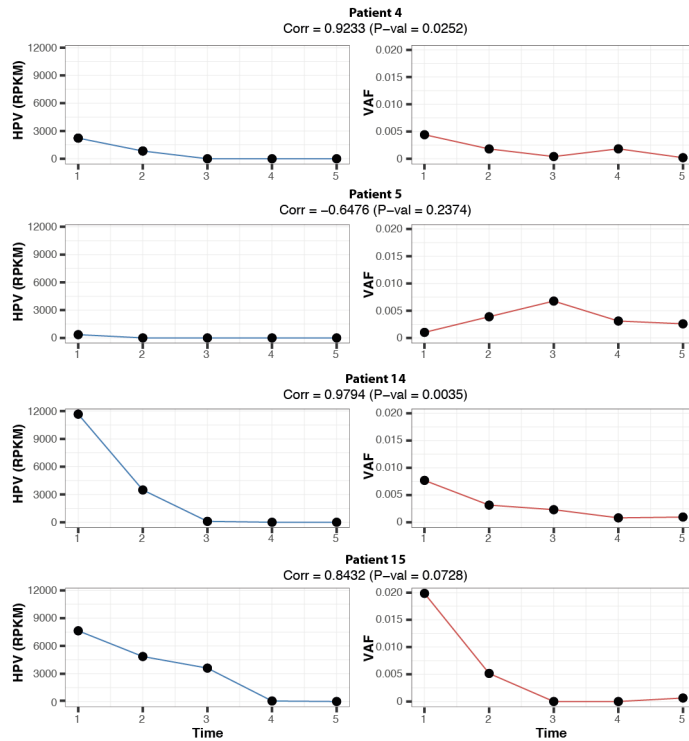 Patient 4
Corr = 0.9233 (P−val = 0.0252)
HPV (RPKM)
12000
9000
6000
3000
0
1 2 3 4 5
VAF
0.020
0.015
0.010
0.005
0
1 2 3 4 5
Patient 5
Corr = −0.6476 (P−val = 0.2374)
HPV (RPKM)
12000
9000
6000
3000
0
1 2 3 4 5
VAF
0.020
0.015
0.010
0.005
0
1 2 3 4 5
Patient 14
Corr = 0.9794 (P−val = 0.0035)
HPV (RPKM)
12000
9000
6000
3000
0
1 2 3 4 5
VAF
0.020
0.015
0.010
0.005
0
1 2 3 4 5
Patient 15
Corr = 0.8432 (P−val = 0.0728)
HPV (RPKM)
12000
9000
6000
3000
0
1 2 3 4 5
Time
VAF
0.020
0.015
0.010
0.005
0
1 2 3 4 5
Time